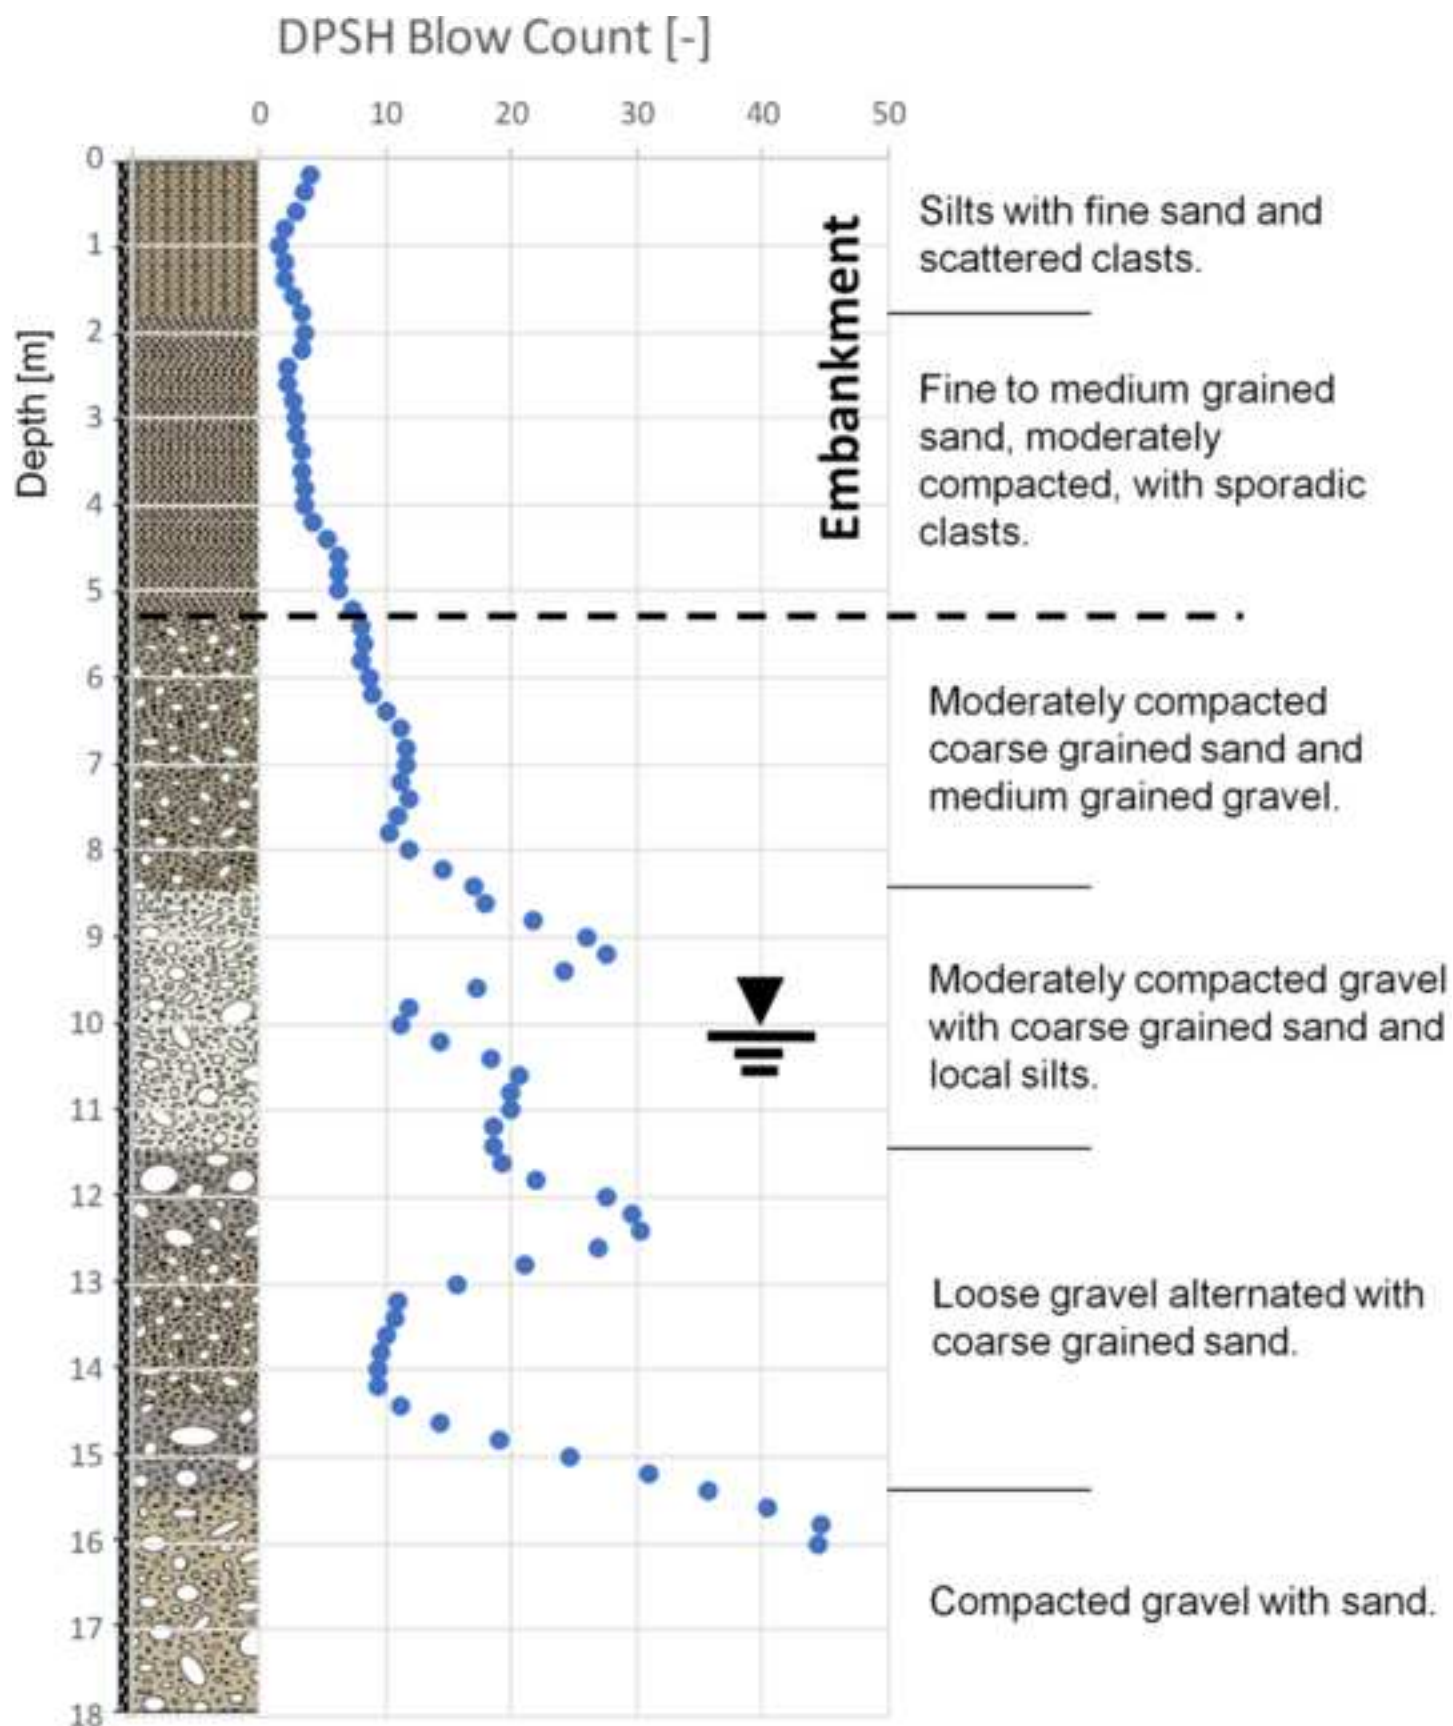 DPSH Blow Count [-]
0 10 20 30 40 50
Depth [m]
0
1
2
3
4
5
6
7
8
9
10
11
12
13
14
15
16
17
18
Embankment
Silts with fine sand and
scattered clasts.
Fine to medium grained
sand, moderately
compacted, with sporadic
clasts.
Moderately compacted
coarse grained sand and
medium grained gravel.
Moderately compacted gravel
with coarse grained sand and
local silts.
Loose gravel alternated with
coarse grained sand.
Compacted gravel with sand.